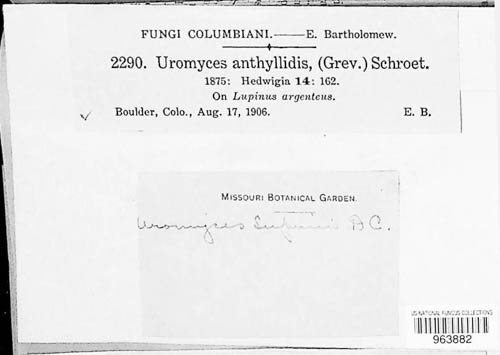 FUNGI COLUMBIANI.——E. Bartholomew.
2290. Uromyces anthyllidis, (Grev.) Schroet.
1875: Hedwigia 14: 162.
On Lupinus argenteus.
Boulder, Colo., Aug. 17, 1906. E. B.
MISSOURI BOTANICAL GARDEN.
Uromyces Lupini B C.
US NATIONAL FUNGUS COLLECTIONS
963882